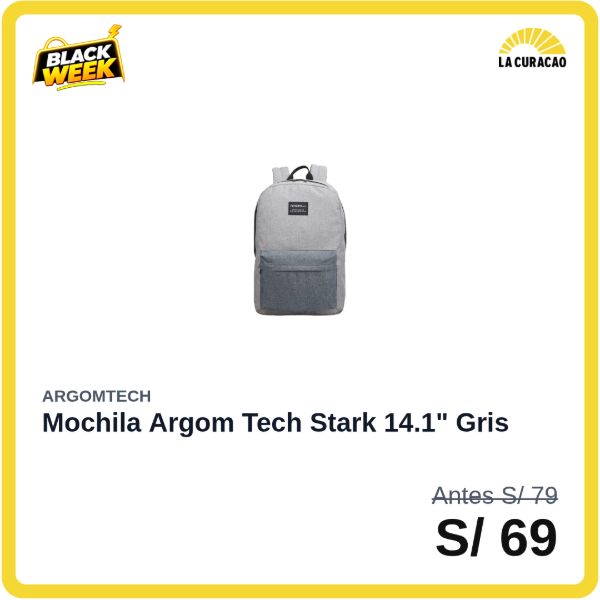 BLACK
WEEK
LA CURACAO
ARGOMTECH
Mochila Argom Tech Stark 14.1" Gris
Antes S/ 79
S/ 69